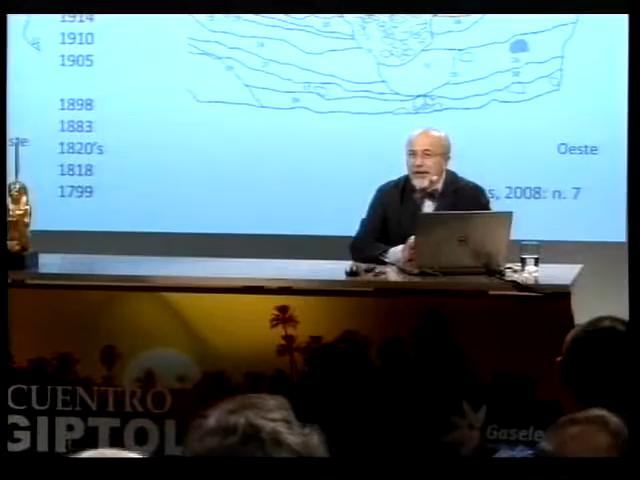 1914
1910
1905
1898
1883
1820's
1818
1799
Oeste
s, 2008: n. 7
CUENTRO
GIPTOL
Gasele